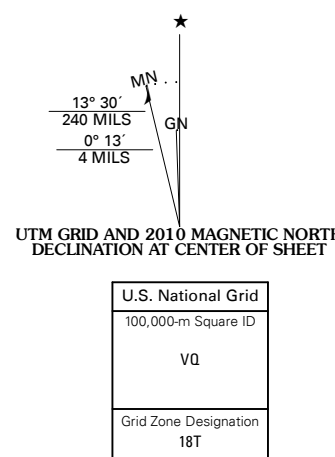 ★
MN
13° 30´
240 MILS
GN
0° 13´
4 MILS
UTM GRID AND 2010 MAGNETIC NORTH
DECLINATION AT CENTER OF SHEET
U.S. National Grid
100,000-m Square ID
VQ
Grid Zone Designation
18T